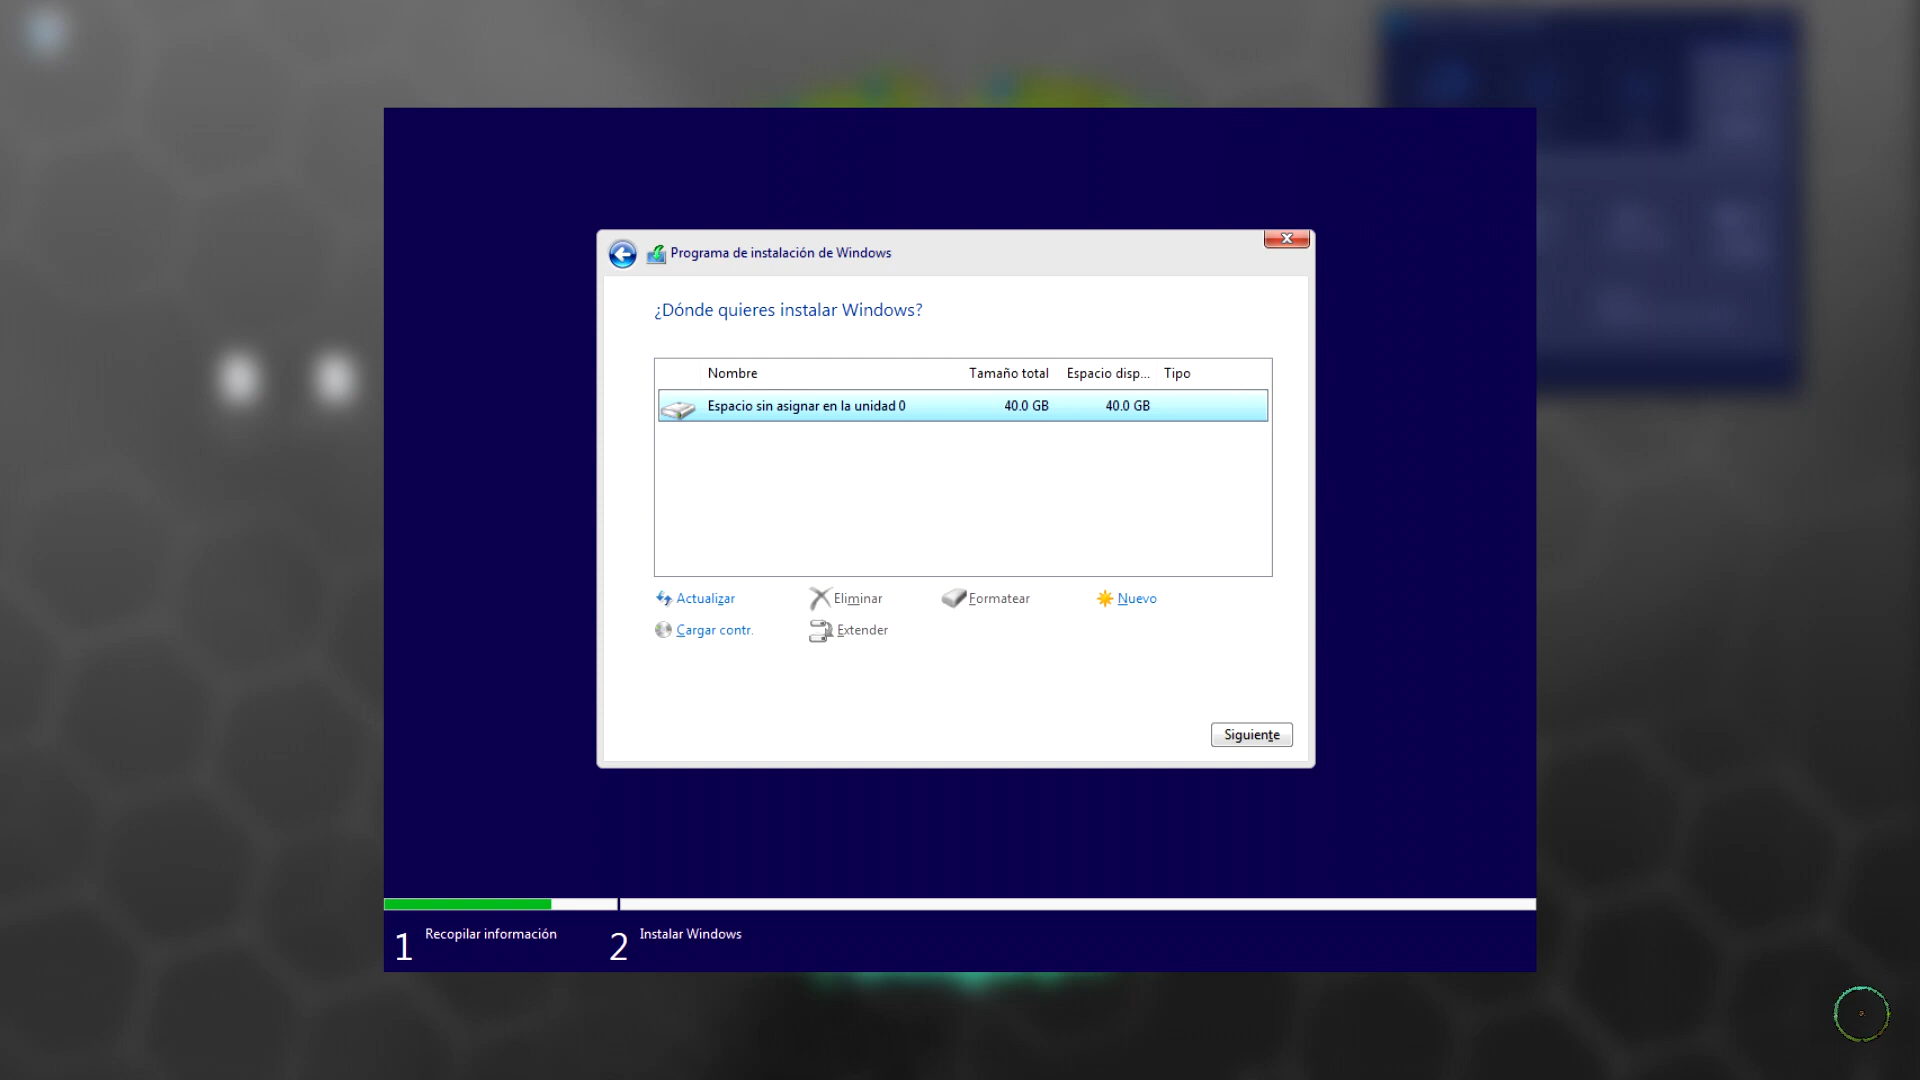 Programa de instalación de Windows
¿Dónde quieres instalar Windows?
Nombre Tamaño total Espacio disp... Tipo
Espacio sin asignar en la unidad 0 40.0 GB 40.0 GB
Actualizar Eliminar Formatear Nuevo
Cargar contr. Extender
Siguiente
1 Recopilar información 2 Instalar Windows